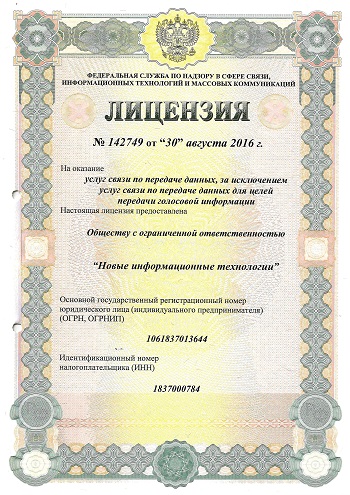 ФЕДЕРАЛЬНАЯ СЛУЖБА ПО НАДЗОРУ В СФЕРЕ СВЯЗИ,
ИНФОРМАЦИОННЫХ ТЕХНОЛОГИЙ И МАССОВЫХ КОММУНИКАЦИЙ
ЛИЦЕНЗИЯ
№ 142749 от “30” августа 2016 г.
На оказание
услуг связи по передаче данных, за исключением
услуг связи по передаче данных для целей
передачи голосовой информации
Настоящая лицензия предоставлена
Обществу с ограниченной ответственностью
“Новые информационные технологии”
Основной государственный регистрационный номер
юридического лица (индивидуального предпринимателя)
(ОГРН, ОГРНИП)
1061837013644
Идентификационный номер
налогоплательщика (ИНН)
1837000784